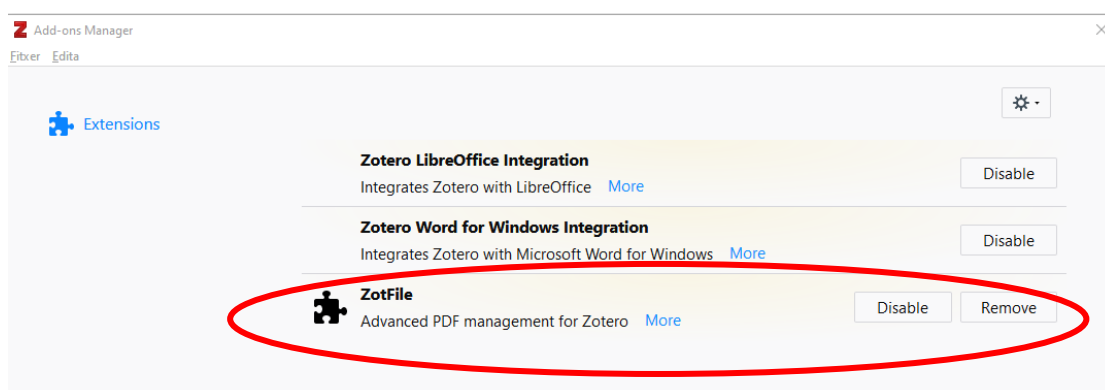 Z Add-ons Manager
Fitxer Edita
Extensions
Zotero LibreOffice Integration
Integrates Zotero with LibreOffice More
Disable
Zotero Word for Windows Integration
Integrates Zotero with Microsoft Word for Windows More
Disable
ZotFile
Advanced PDF management for Zotero More
Disable Remove